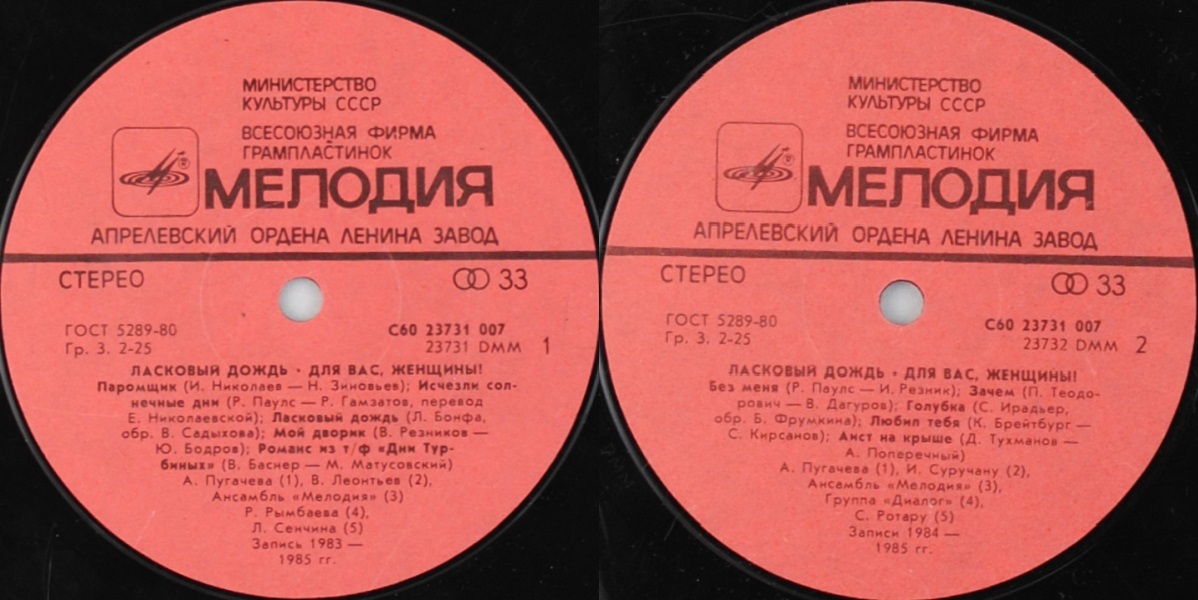 МИНИСТЕРСТВО
КУЛЬТУРЫ СССР
ВСЕСОЮЗНАЯ ФИРМА
ГРАМПЛАСТИНОК
МЕЛОДИЯ
®
АПРЕЛЕВСКИЙ ОРДЕНА ЛЕНИНА ЗАВОД
СТЕРЕО
33
ГОСТ 5289-80
Гр. 3. 2-25
С60 23731 007
23731 DMM 1
ЛАСКОВЫЙ ДОЖДЬ · ДЛЯ ВАС, ЖЕНЩИНЫ!
Паромщик (И. Николаев — Н. Зиновьев); Исчезли сол-
нечные дни (Р. Паулс — Р. Гамзатов, перевод
Е. Николаевской); Ласковый дождь (Л. Бонфа,
обр. В. Садыхова); Мой дворик (В. Резников —
Ю. Бодров); Романс из т/ф «Дни Тур-
биных» (В. Баснер — М. Матусовский)
А. Пугачева (1), В. Леонтьев (2),
Ансамбль «Мелодия» (3)
Р. Рымбаева (4),
Л. Сенчина (5)
Запись 1983 —
1985 гг.
МИНИСТЕРСТВО
КУЛЬТУРЫ СССР
ВСЕСОЮЗНАЯ ФИРМА
ГРАМПЛАСТИНОК
МЕЛОДИЯ
®
АПРЕЛЕВСКИЙ ОРДЕНА ЛЕНИНА ЗАВОД
СТЕРЕО
33
ГОСТ 5289-80
Гр. 3. 2-25
С60 23731 007
23732 DMM 2
ЛАСКОВЫЙ ДОЖДЬ · ДЛЯ ВАС, ЖЕНЩИНЫ!
Без меня (Р. Паулс — И. Резник); Зачем (П. Теодо-
рович — В. Дагуров); Голубка (С. Ирадьер,
обр. Б. Фрумкина); Любил тебя (К. Брейтбург —
С. Кирсанов); Аист на крыше (Д. Тухманов —
А. Поперечный)
А. Пугачева (1), И. Суручану (2),
Ансамбль «Мелодия» (3),
Группа «Диалог» (4),
С. Ротару (5)
Записи 1984 —
1985 гг.